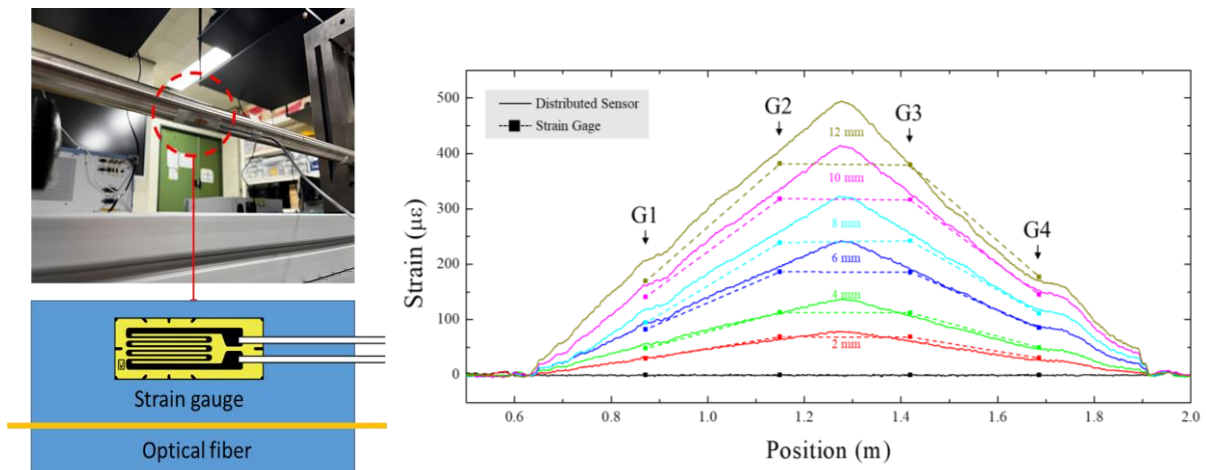 Strain gauge
Optical fiber
Distributed Sensor
Strain Gage
G1
G2
G3
G4
12 mm
10 mm
8 mm
6 mm
4 mm
2 mm
500
400
300
200
100
0
Strain (με)
0.6 0.8 1.0 1.2 1.4 1.6 1.8 2.0
Position (m)